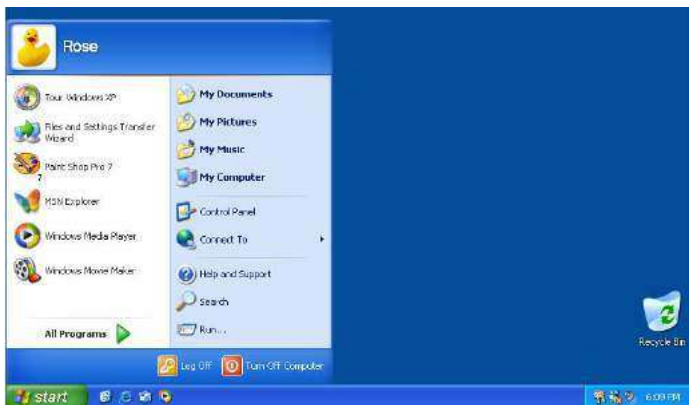 Rose
Tour Windows XP
Files and Settings Transfer
Wizard
Paint Shop Pro 7
7
MSN Explorer
Windows Media Player
Windows Movie Maker
All Programs
My Documents
My Pictures
My Music
My Computer
Control Panel
Connect To
Help and Support
Search
Run...
Log Off
Turn Off Computer
Recycle Bin
start
6:09 PM